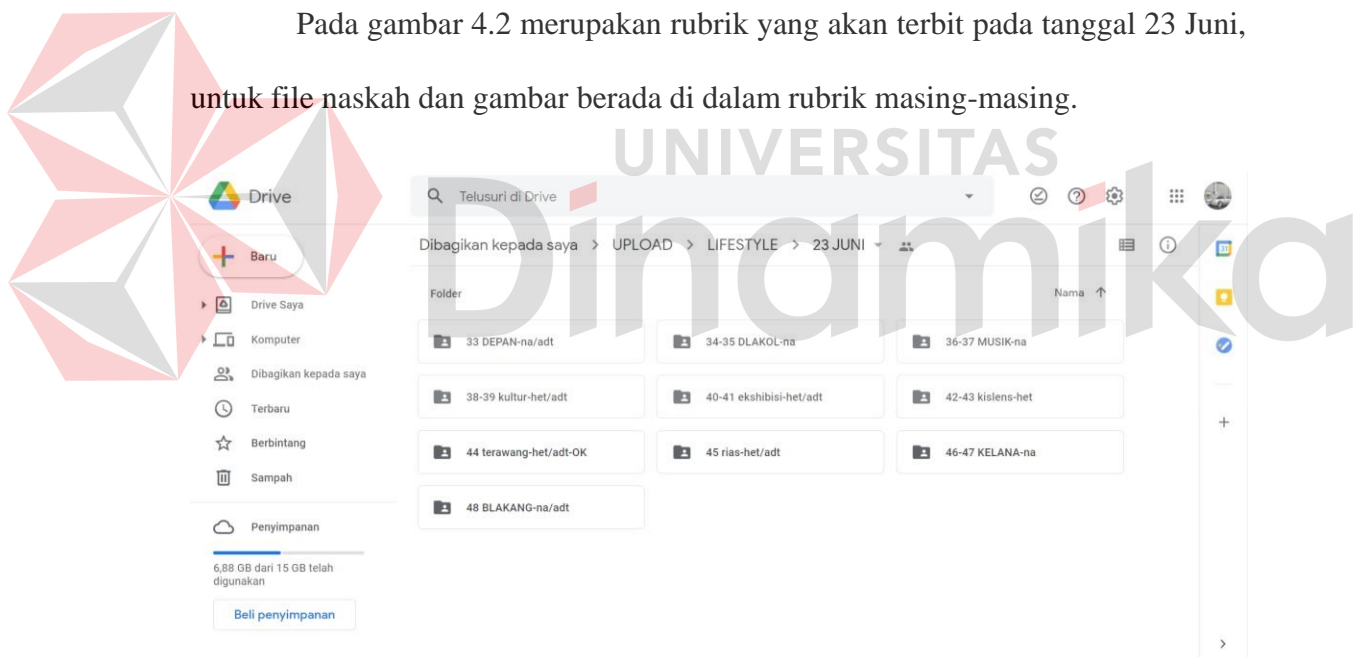 Pada gambar 4.2 merupakan rubrik yang akan terbit pada tanggal 23 Juni,
untuk file naskah dan gambar berada di dalam rubrik masing-masing.
UNIVERSITAS
Dinamika
Drive
Telusuri di Drive
Baru
Dibagikan kepada saya > UPLOAD > LIFESTYLE > 23 JUNI
31
Folder
Nama
Drive Saya
Komputer
Dibagikan kepada saya
Terbaru
Berbintang
Sampah
Penyimpanan
6,88 GB dari 15 GB telah
digunakan
Beli penyimpanan
33 DEPAN-na/adt
34-35 DLAKOL-na
36-37 MUSIK-na
38-39 kultur-het/adt
40-41 ekshibisi-het/adt
42-43 kislens-het
44 terawang-het/adt-OK
45 rias-het/adt
46-47 KELANA-na
48 BLAKANG-na/adt